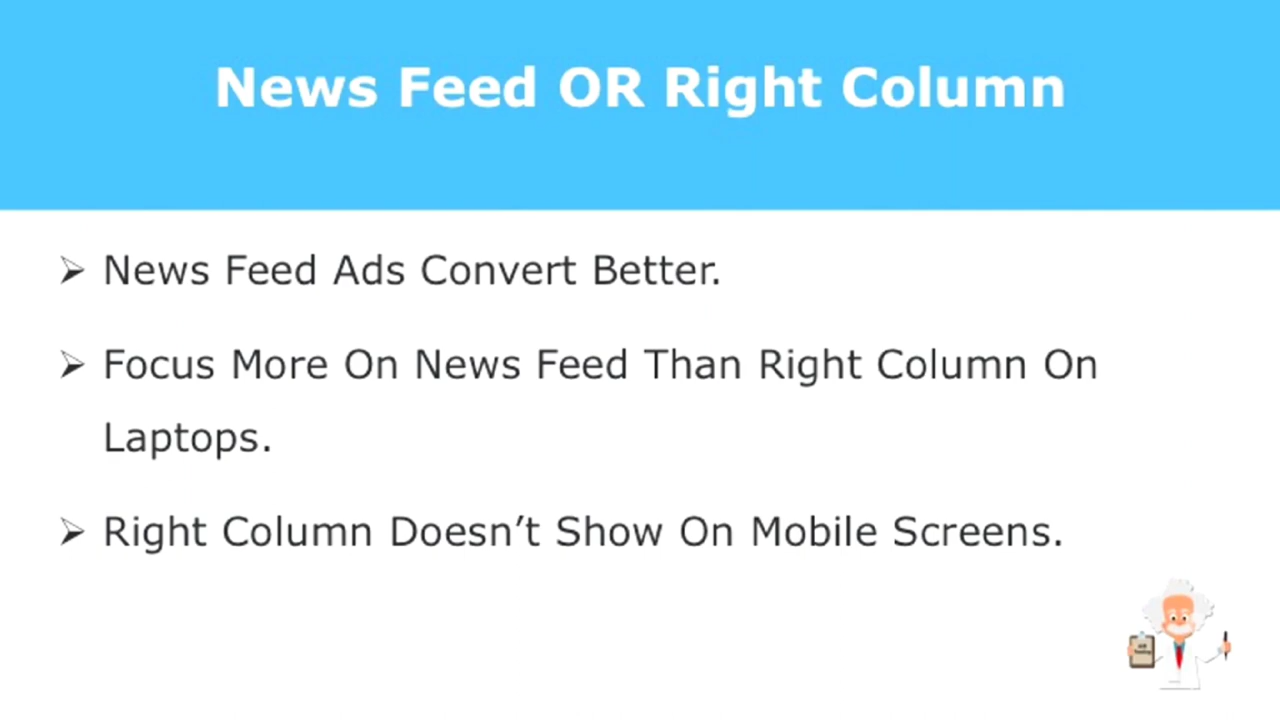 News Feed OR Right Column
➢ News Feed Ads Convert Better.
➢ Focus More On News Feed Than Right Column On
Laptops.
➢ Right Column Doesn’t Show On Mobile Screens.